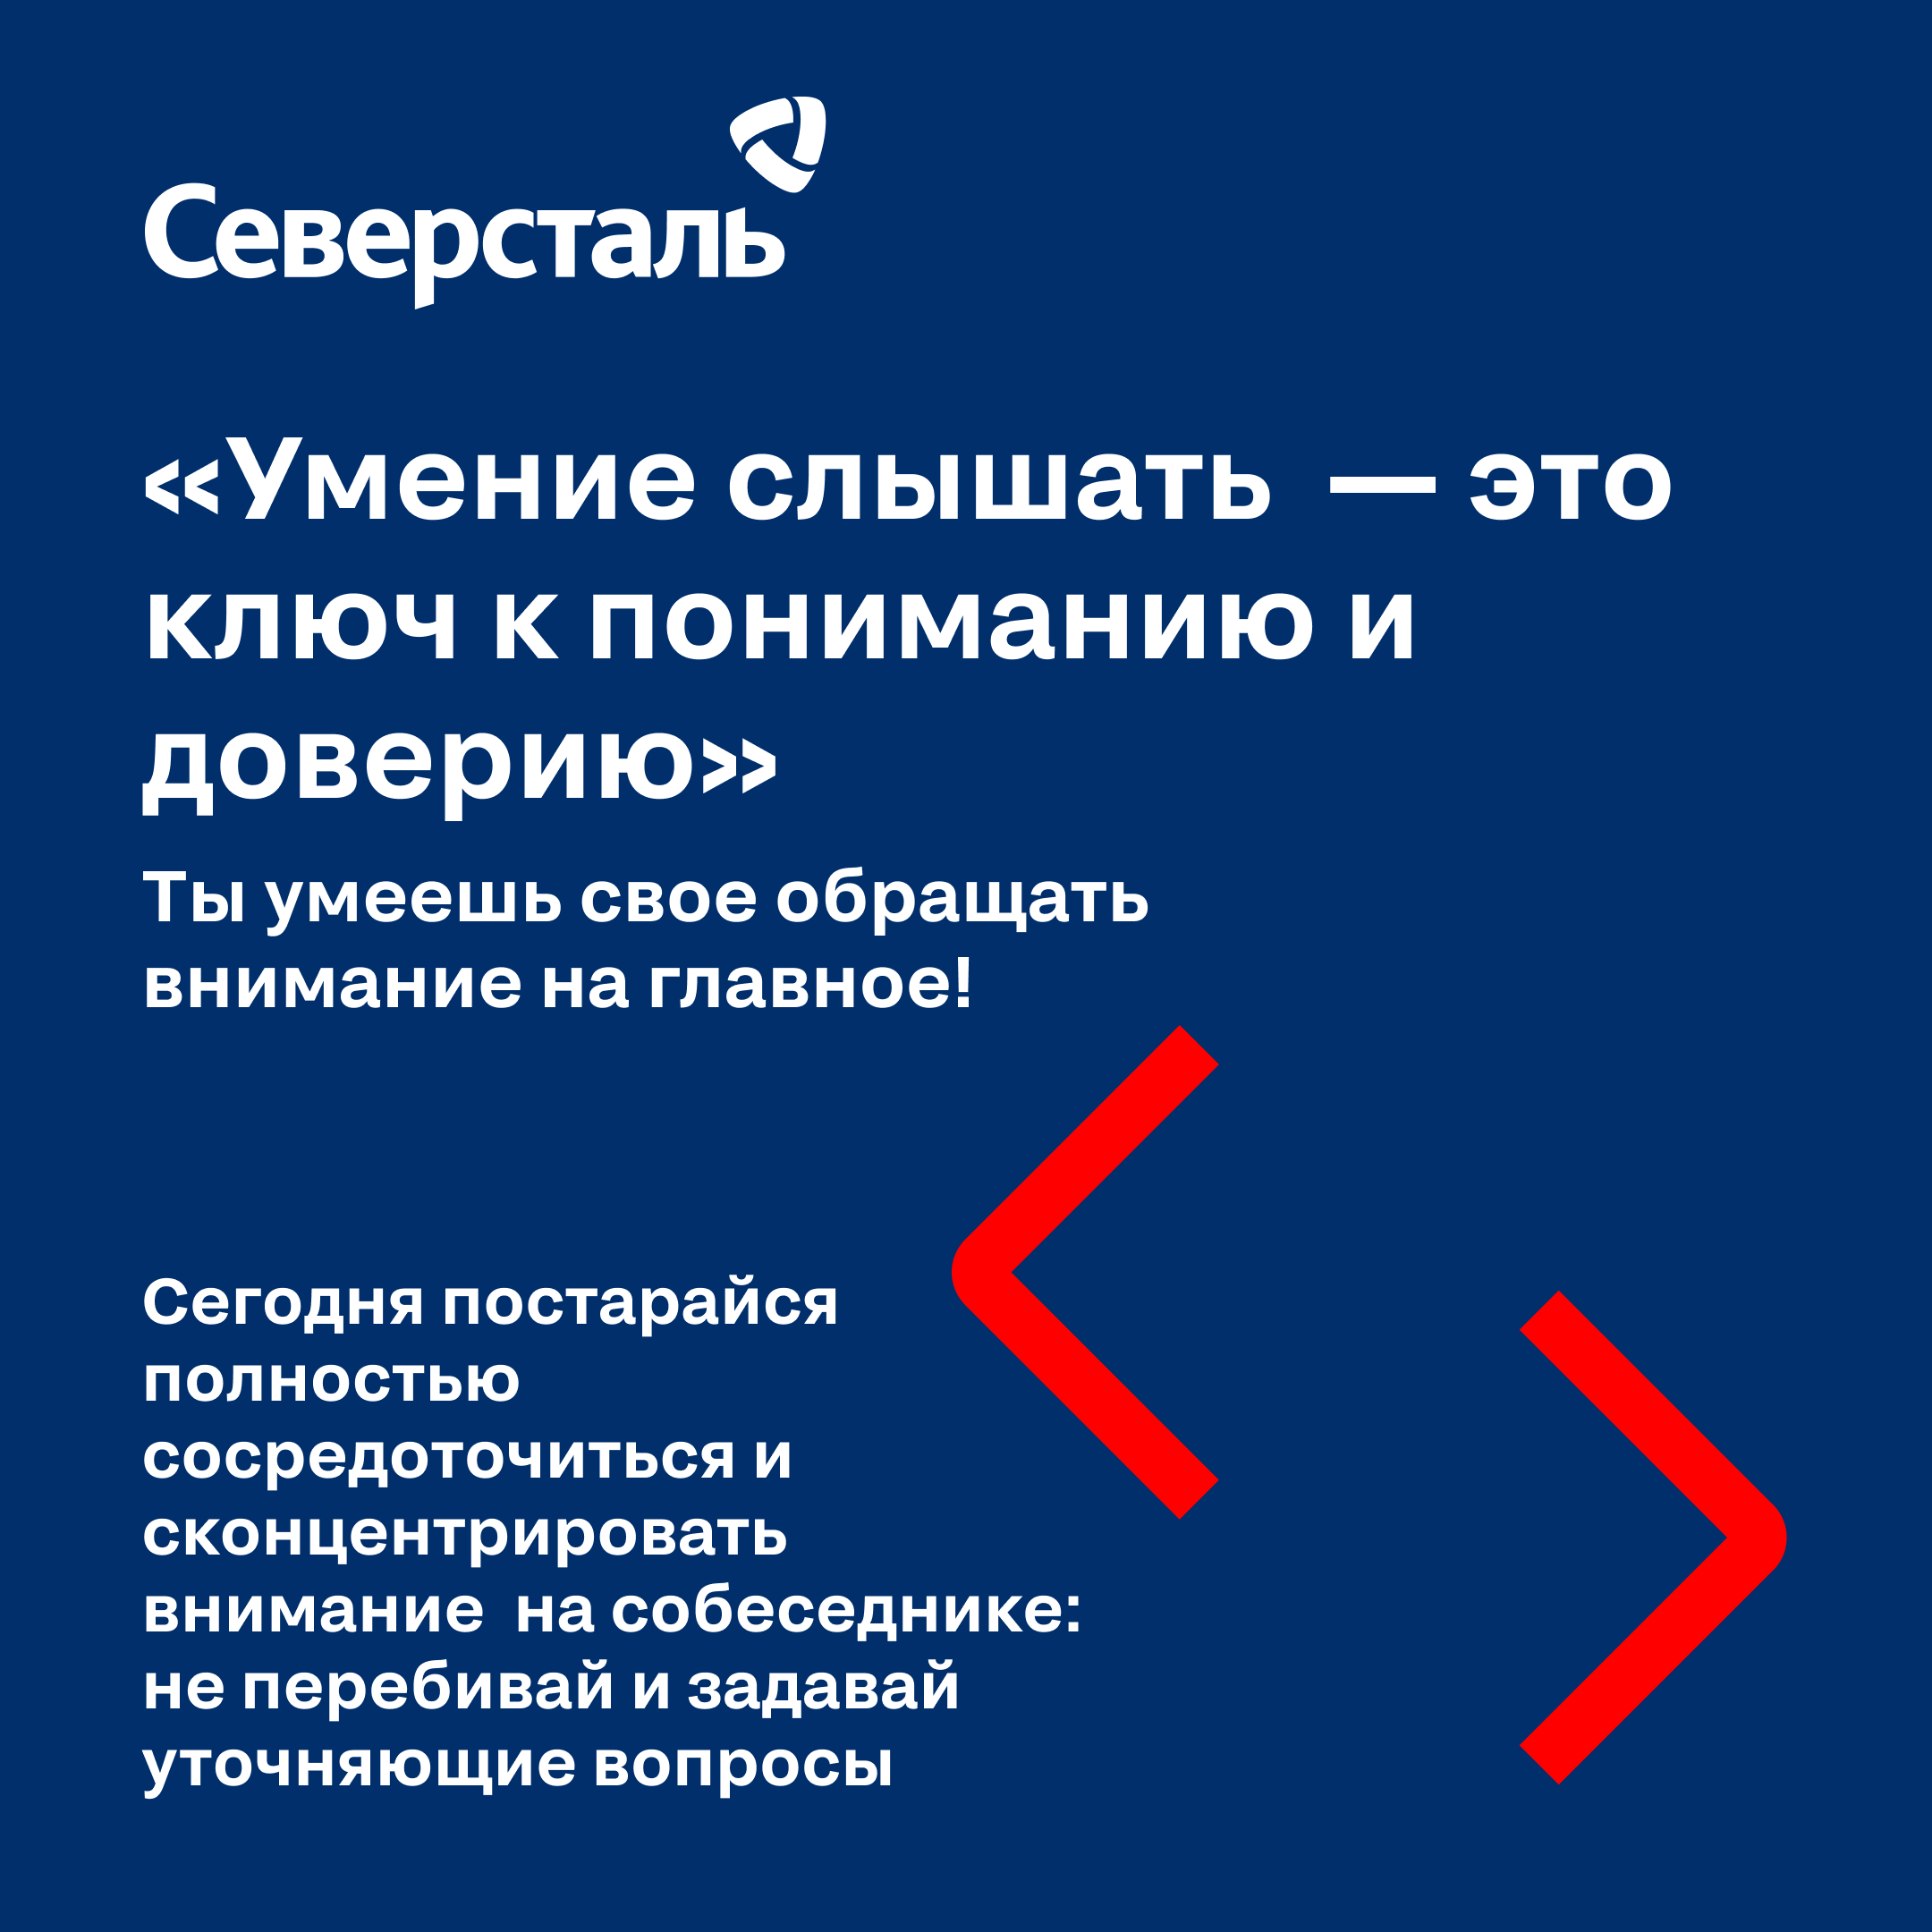 Северсталь
«Умение слышать  — это
ключ к пониманию и
доверию»
Ты умеешь свое обращать
внимание на главное!
Сегодня постарайся
полностью
сосредоточиться и
сконцентрировать
внимание  на собеседнике:
не перебивай и задавай
уточняющие вопросы